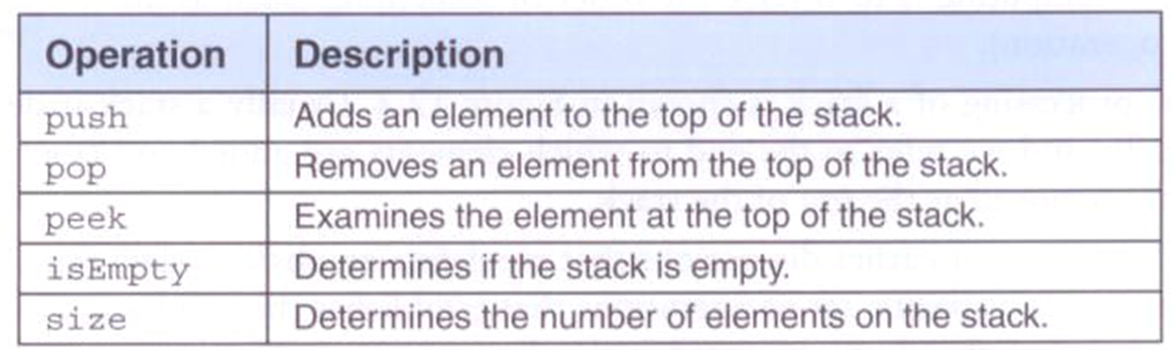 Operation Description
push Adds an element to the top of the stack.
pop Removes an element from the top of the stack.
peek Examines the element at the top of the stack.
isEmpty Determines if the stack is empty.
size Determines the number of elements on the stack.